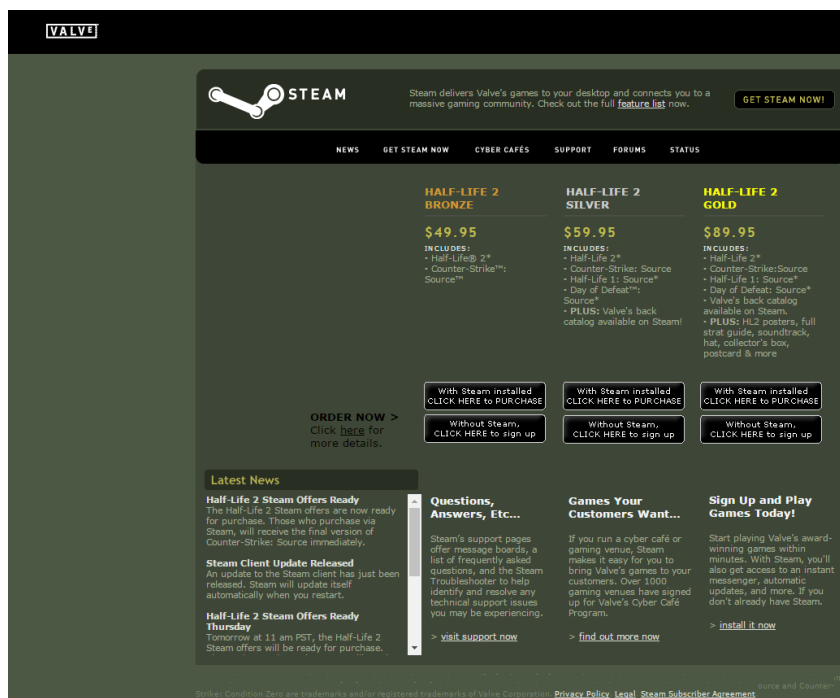 VALVE
STEAM
Steam delivers Valve's games to your desktop and connects you to a
massive gaming community. Check out the full feature list now.
GET STEAM NOW!
NEWS GET STEAM NOW CYBER CAFÉS SUPPORT FORUMS STATUS
HALF-LIFE 2
BRONZE
$49.95
INCLUDES:
• Half-Life® 2*
• Counter-Strike™:
Source™
HALF-LIFE 2
SILVER
$59.95
INCLUDES:
• Half-Life 2*
• Counter-Strike: Source
• Half-Life 1: Source*
• Day of Defeat™:
Source*
• PLUS: Valve's back
catalog available on Steam!
HALF-LIFE 2
GOLD
$89.95
INCLUDES:
• Half-Life 2*
• Counter-Strike:Source
• Half-Life 1: Source*
• Day of Defeat: Source*
• Valve's back catalog
available on Steam.
• PLUS: HL2 posters, full
strat guide, soundtrack,
hat, collector's box,
postcard & more
ORDER NOW >
Click here for
more details.
With Steam installed
CLICK HERE to PURCHASE
Without Steam,
CLICK HERE to sign up
With Steam installed
CLICK HERE to PURCHASE
Without Steam,
CLICK HERE to sign up
With Steam installed
CLICK HERE to PURCHASE
Without Steam,
CLICK HERE to sign up
Latest News
Half-Life 2 Steam Offers Ready
The Half-Life 2 Steam offers are now ready
for purchase. Those who purchase via
Steam, will receive the final version of
Counter-Strike: Source immediately.
Steam Client Update Released
An update to the Steam client has just been
released. Steam will update itself
automatically when you restart.
Half-Life 2 Steam Offers Ready
Thursday
Tomorrow at 11 am PST, the Half-Life 2
Steam offers will be ready for purchase.
Questions,
Answers, Etc...
Steam's support pages
offer message boards, a
list of frequently asked
questions, and the Steam
Troubleshooter to help
identify and resolve any
technical support issues
you may be experiencing.
> visit support now
Games Your
Customers Want...
If you run a cyber café or
gaming venue, Steam
makes it easy for you to
bring Valve's games to your
customers. Over 1000
gaming venues have signed
up for Valve's Cyber Café
Program.
> find out more now
Sign Up and Play
Games Today!
Start playing Valve's award-
winning games within
minutes. With Steam, you'll
also get access to an instant
messenger, automatic
updates, and more. If you
don't already have Steam.
> install it now
ource and Counter-
Strike: Condition Zero are trademarks and/or registered trademarks of Valve Corporation. Privacy Policy. Legal. Steam Subscriber Agreement